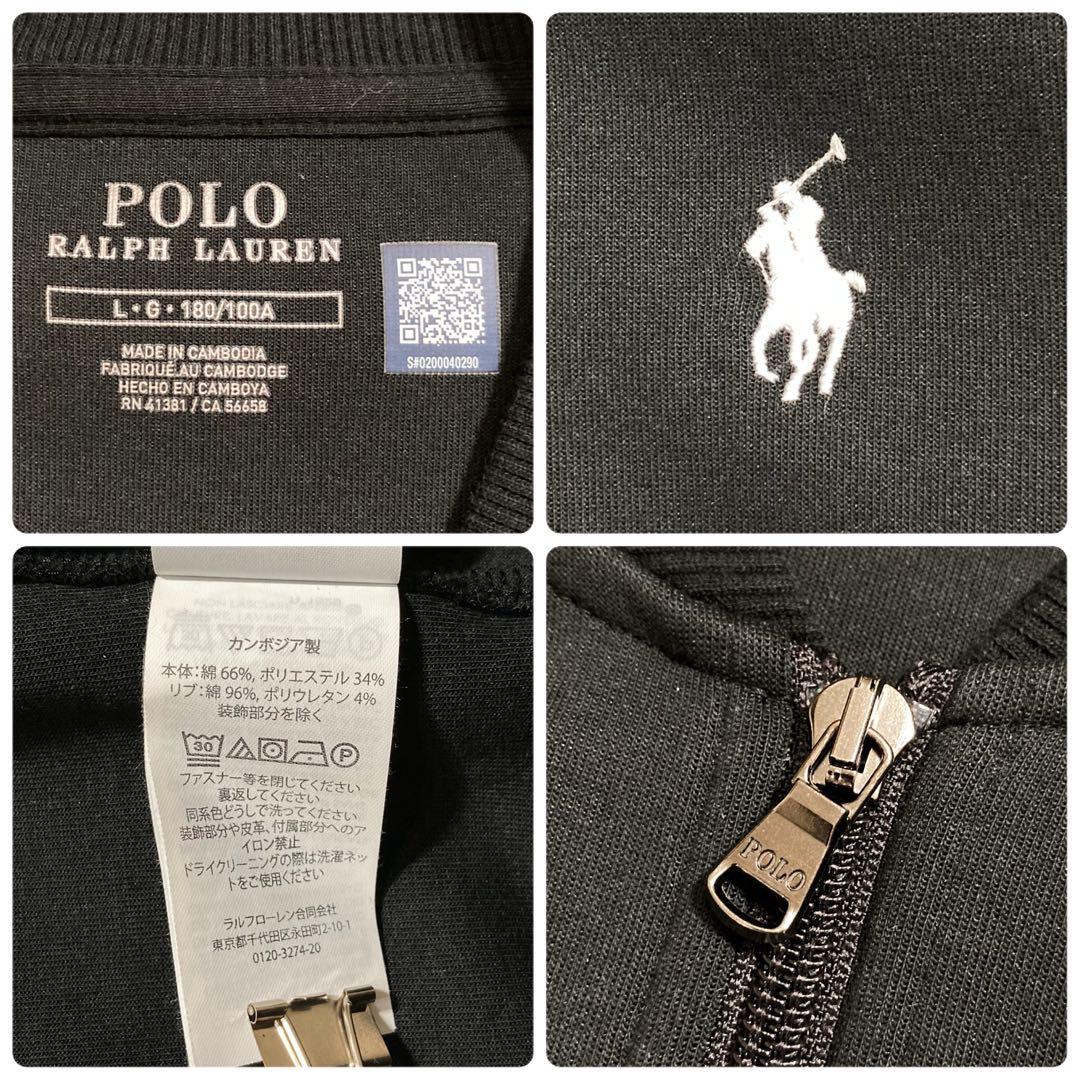 POLO
RALPH LAUREN
L•G•180/100A
MADE IN CAMBODIA
FABRIQUÉ.AU CAMBODGE
HECHO EN CAMBOYA
RN 41381 / CA 56658
S#0200040290
カンボジア製
本体:綿 66%, ポリエステル 34%
リブ:綿 96%, ポリウレタン 4%
装飾部分を除く
30
P
ファスナー等を閉じてください
裏返してください
同系色どうしで洗ってください
装飾部分や皮革、付属部分へのア
イロン禁止
ドライクリーニングの際は洗濯ネッ
トをご使用ください
ラルフローレン合同会社
東京都千代田区永田町2-10-1
0120-3274-20
POLO